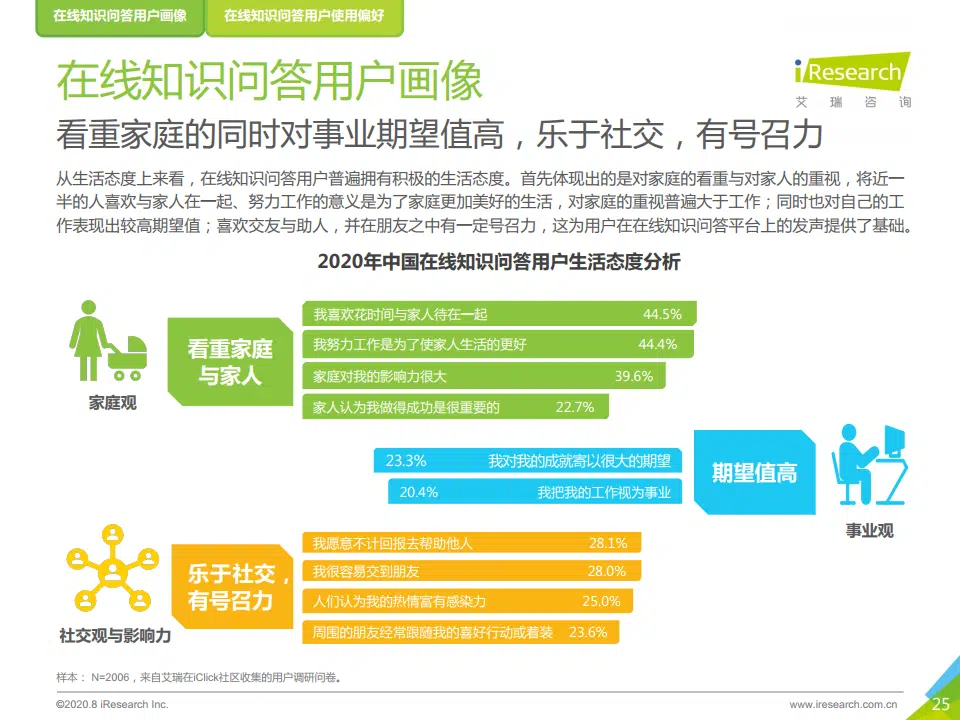 在线知识问答用户画像
在线知识问答用户使用偏好
在线知识问答用户画像
iResearch
艾瑞咨询
看重家庭的同时对事业期望值高，乐于社交，有号召力
从生活态度上来看，在线知识问答用户普遍拥有积极的生活态度。首先体现出的是对家庭的看重与对家人的重视，将近一
半的人喜欢与家人在一起、努力工作的意义是为了家庭更加美好的生活，对家庭的重视普遍大于工作；同时也对自己的工
作表现出较高期望值；喜欢交友与助人，并在朋友之中有一定号召力，这为用户在在线知识问答平台上的发声提供了基础。
2020年中国在线知识问答用户生活态度分析
家庭观
看重家庭
与家人
我喜欢花时间与家人待在一起 44.5%
我努力工作是为了使家人生活的更好 44.4%
家庭对我的影响力很大 39.6%
家人认为我做得成功是很重要的 22.7%
23.3% 我对我的成就寄以很大的期望
20.4% 我把我的工作视为事业
期望值高
事业观
社交观与影响力
乐于社交，
有号召力
我愿意不计回报去帮助他人 28.1%
我很容易交到朋友 28.0%
人们认为我的热情富有感染力 25.0%
周围的朋友经常跟随我的喜好行动或着装 23.6%
样本： N=2006，来自艾瑞在iClick社区收集的用户调研问卷。
©2020.8 iResearch Inc.
www.iresearch.com.cn
25